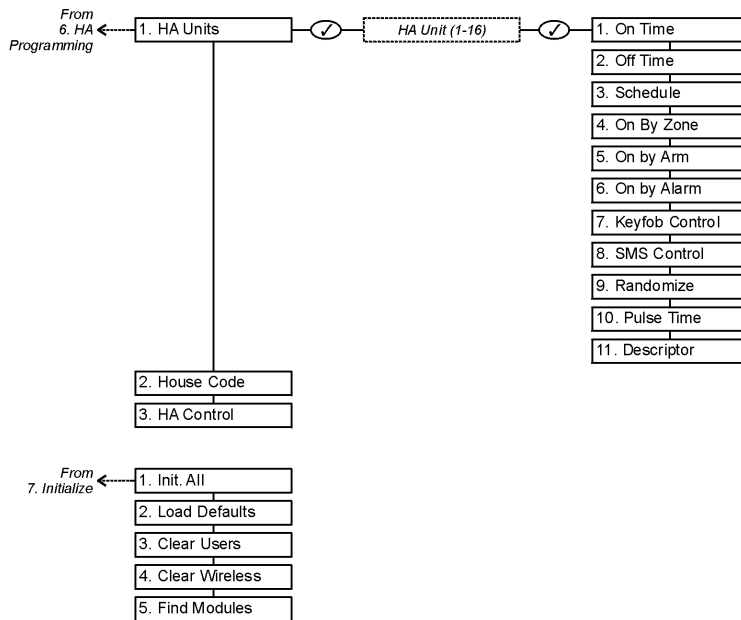 From
6. HA
Programming
1. HA Units
HA Unit (1-16)
1. On Time
2. Off Time
3. Schedule
4. On By Zone
5. On by Arm
6. On by Alarm
7. Keyfob Control
8. SMS Control
9. Randomize
10. Pulse Time
11. Descriptor
2. House Code
3. HA Control
From
7. Initialize
1. Init. All
2. Load Defaults
3. Clear Users
4. Clear Wireless
5. Find Modules